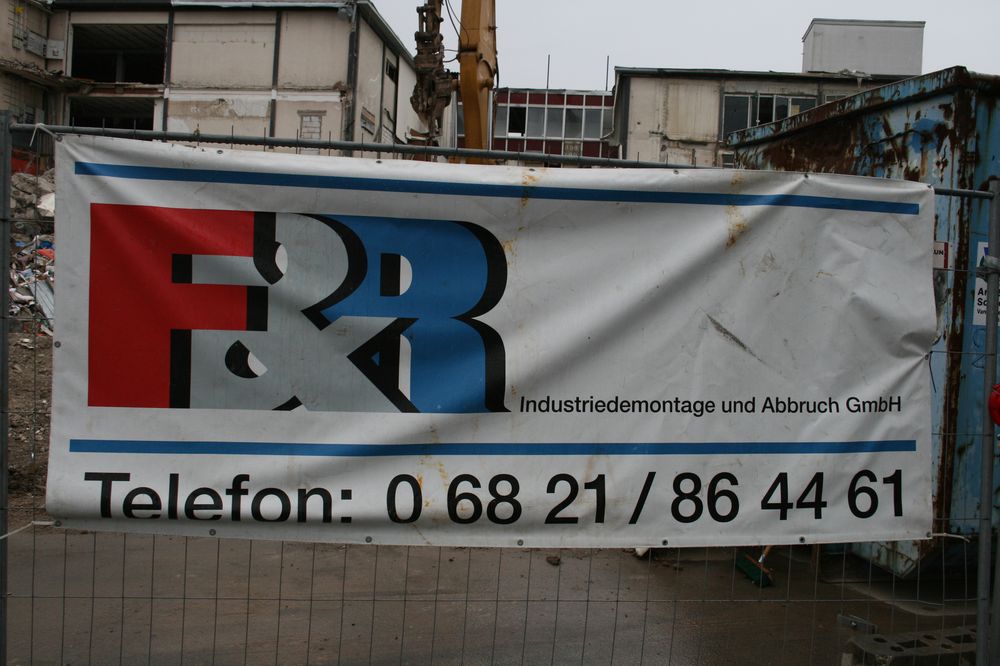 F&R
Industriedemontage und Abbruch GmbH
Telefon: 0 68 21 / 86 44 61